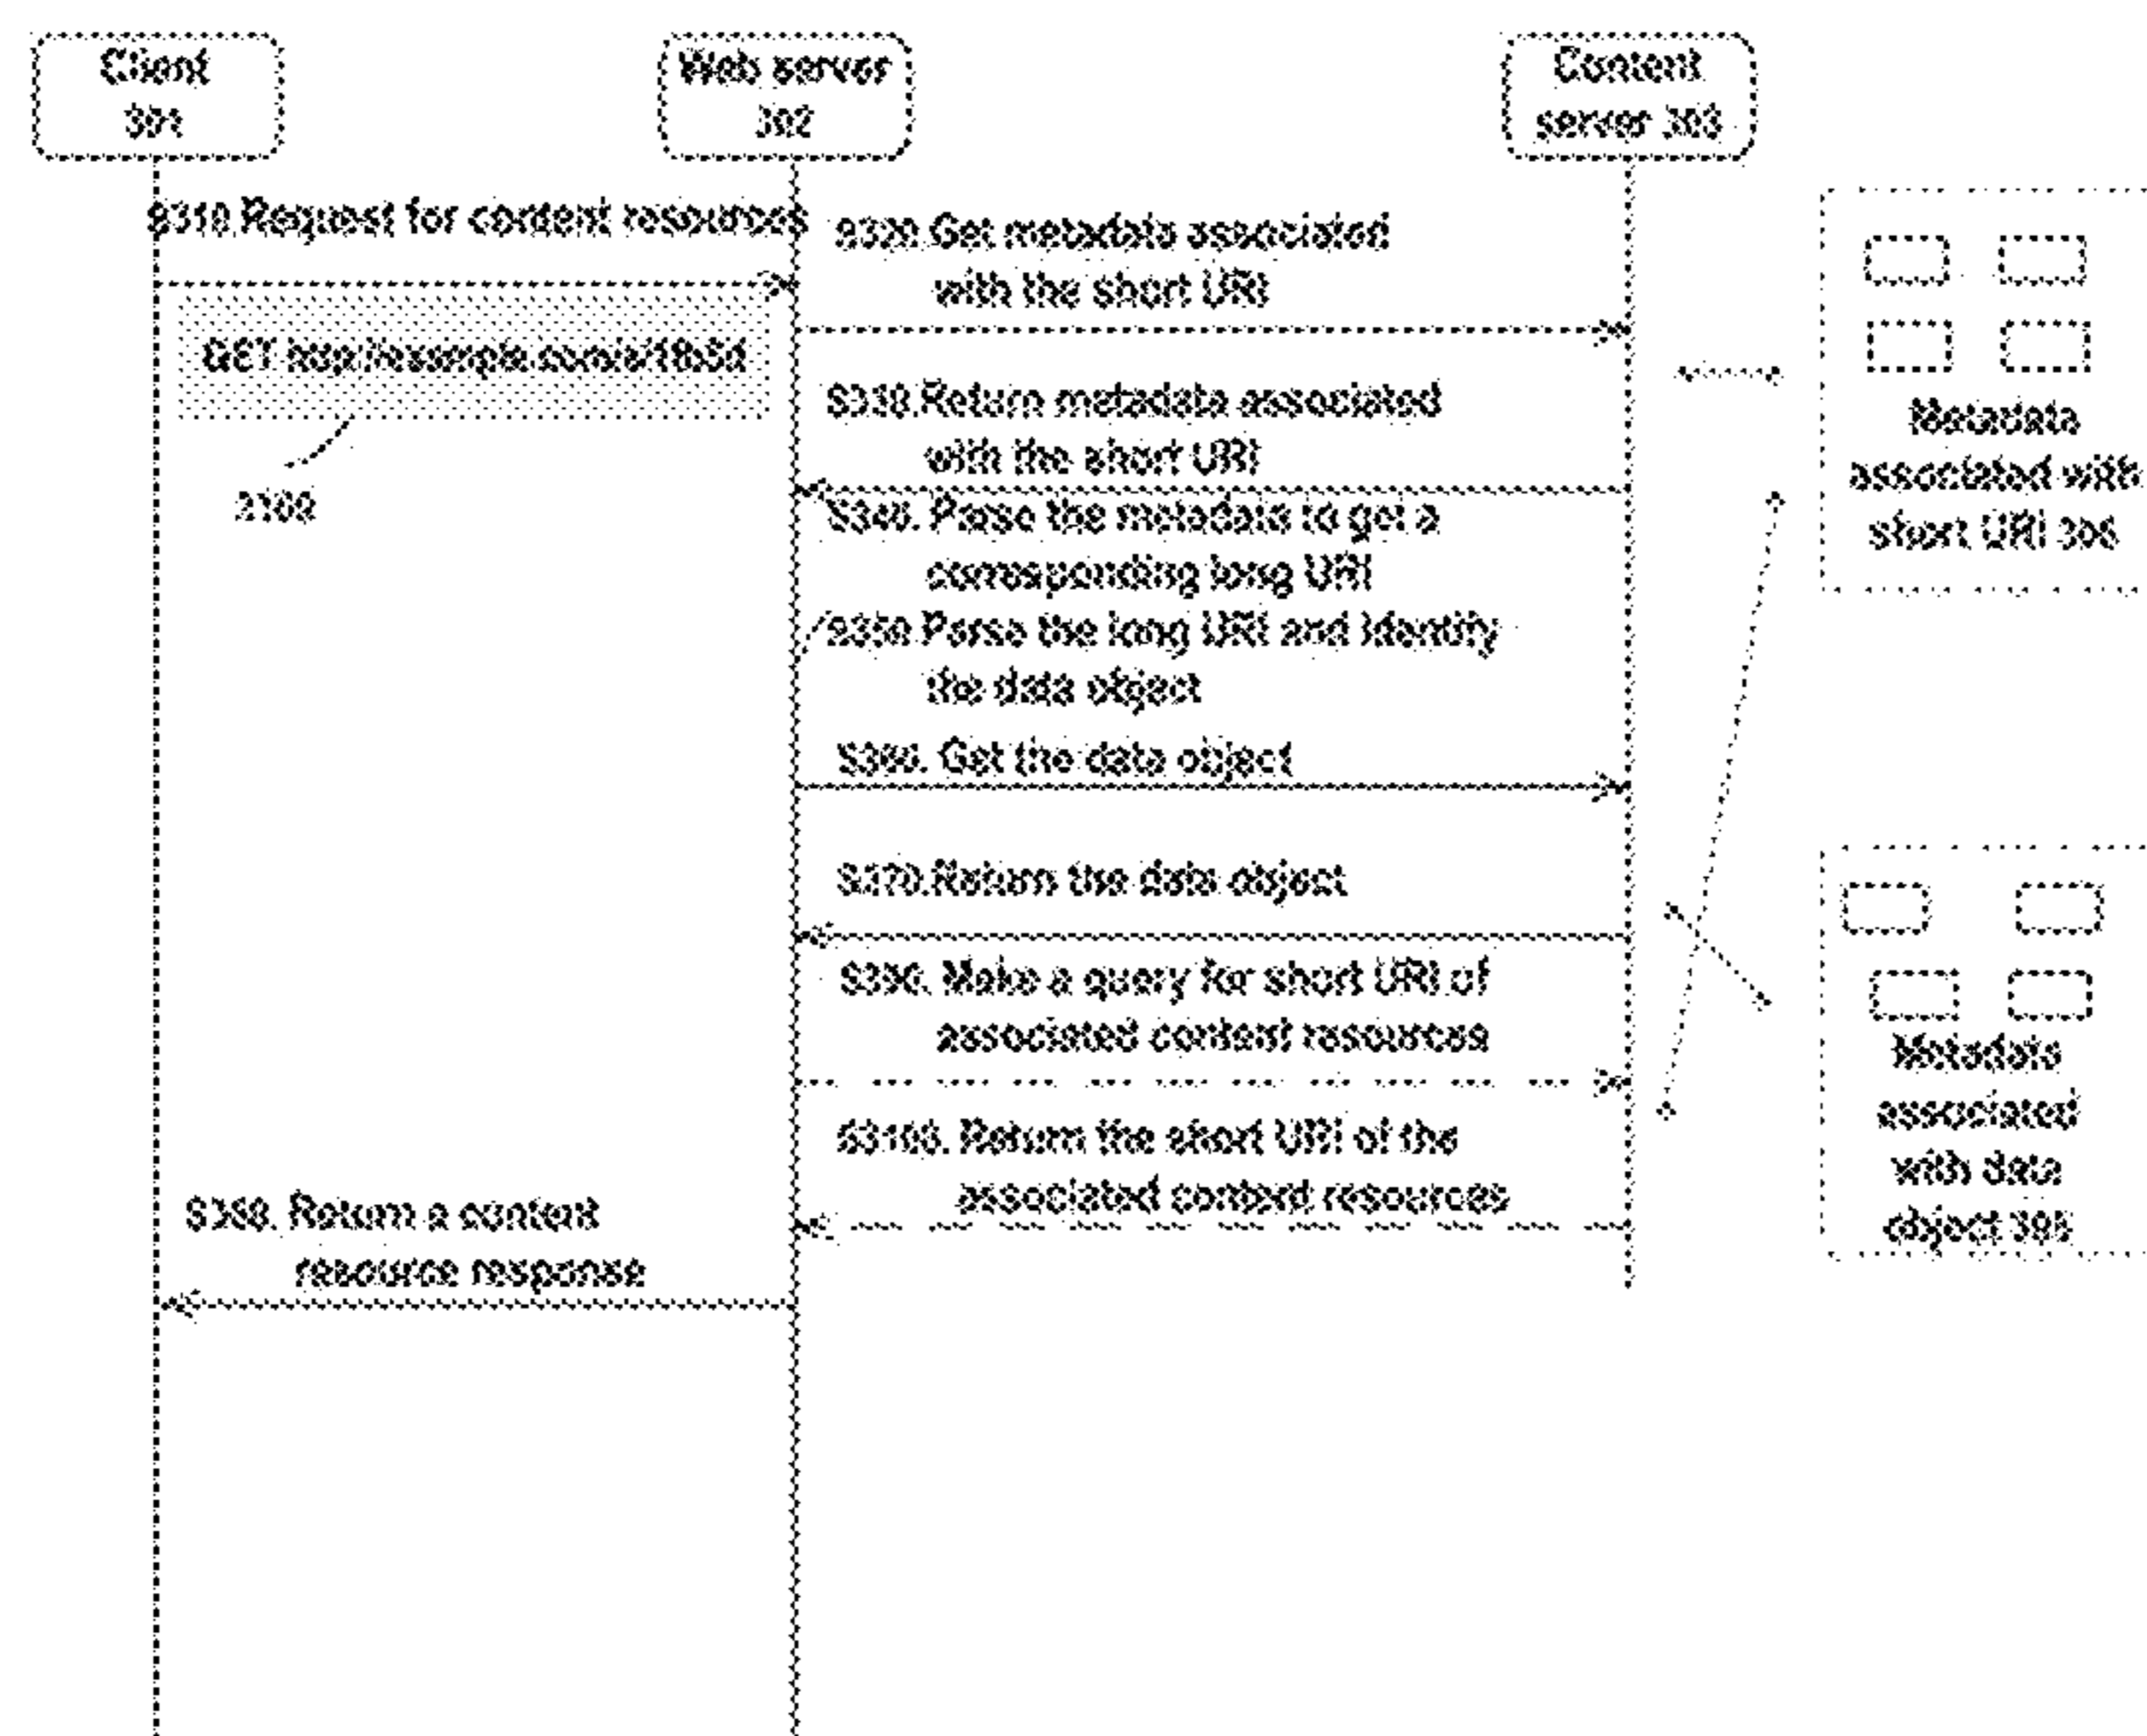 Client
301
Web server
302
Content
server 303
S310.Request for content resources
S320.Get metadata associated
with the short URI
S330.Return metadata associated
with the short URI
S340. Parse the metadata to get a
corresponding long URI
S350.Parse the long URI and identify
the data object
S360. Get the data object
S370.Return the data object
S390. Make a query for short URI of
associated content resources
Return the short URI of the
associated content resources
S380. Return a content
resource response
Metadata
associated with
short URI
Metadata
associated
with data
object